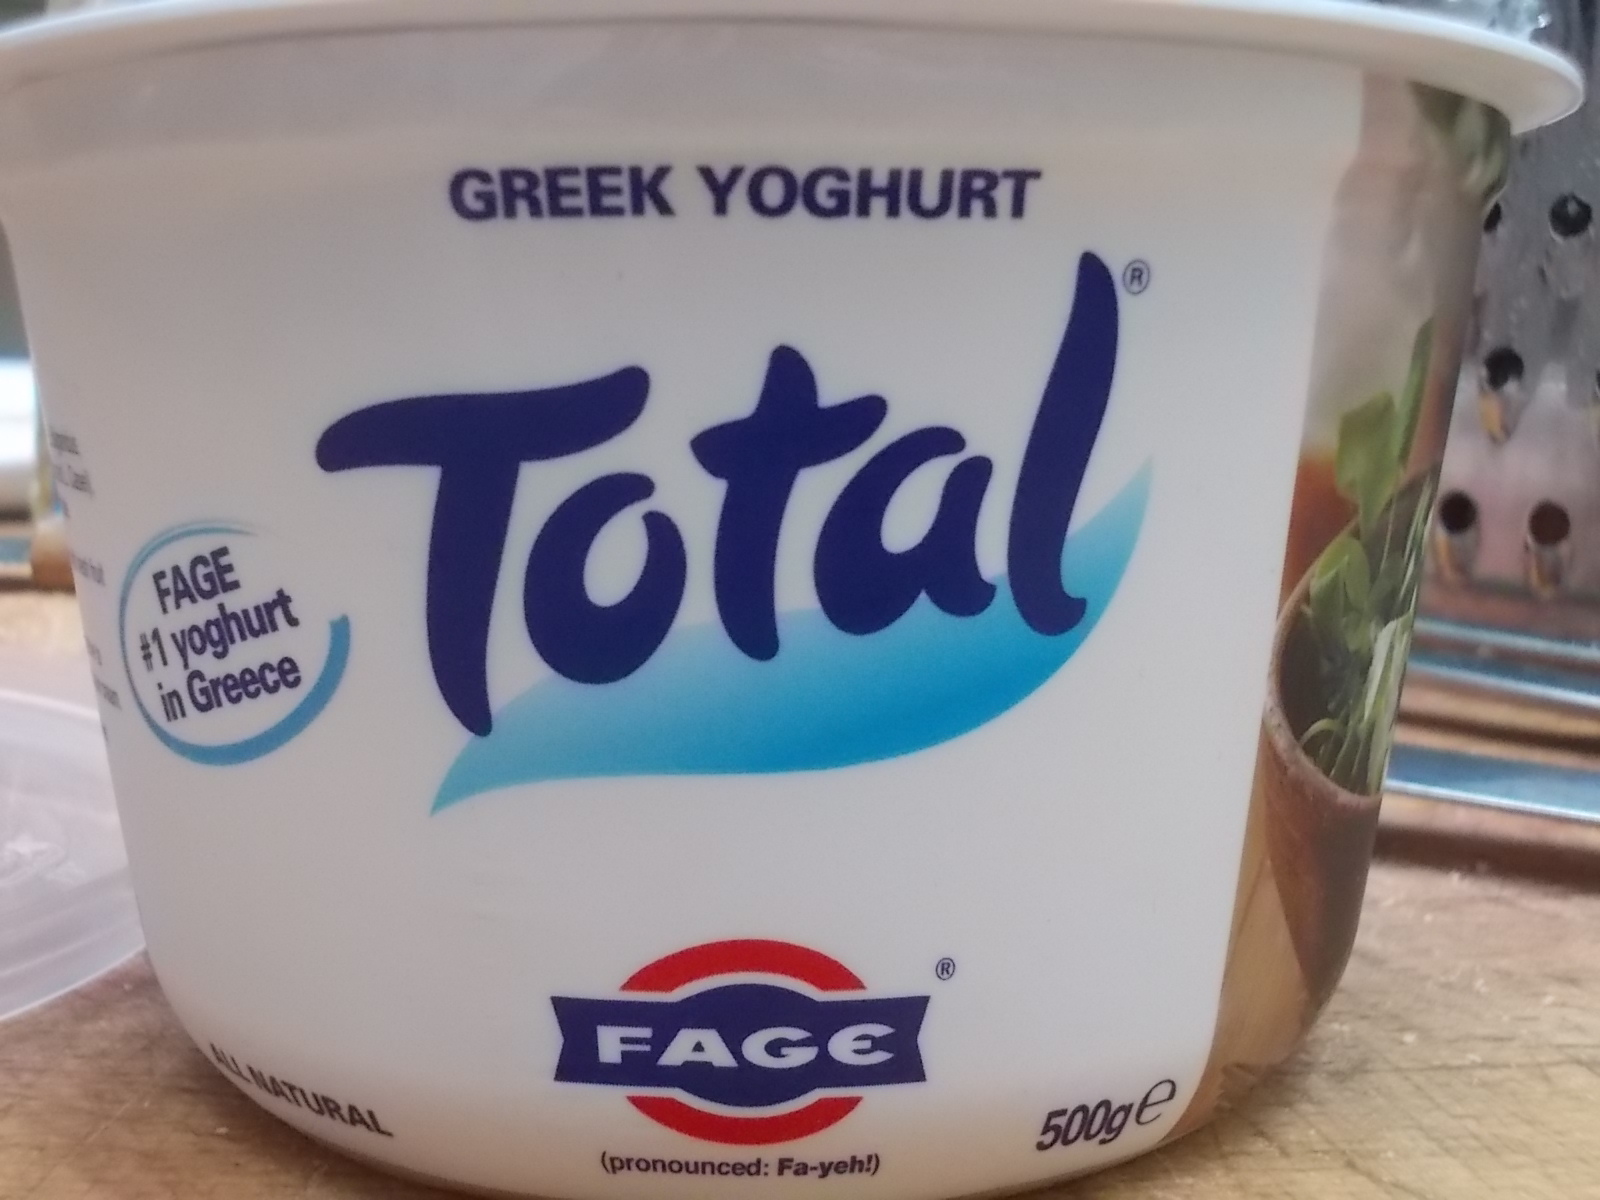 GREEK YOGHURT
Total®
FAGE
#1 yoghurt
in Greece
FAGE®
(pronounced: Fa-yeh!)
ALL NATURAL
500g℮